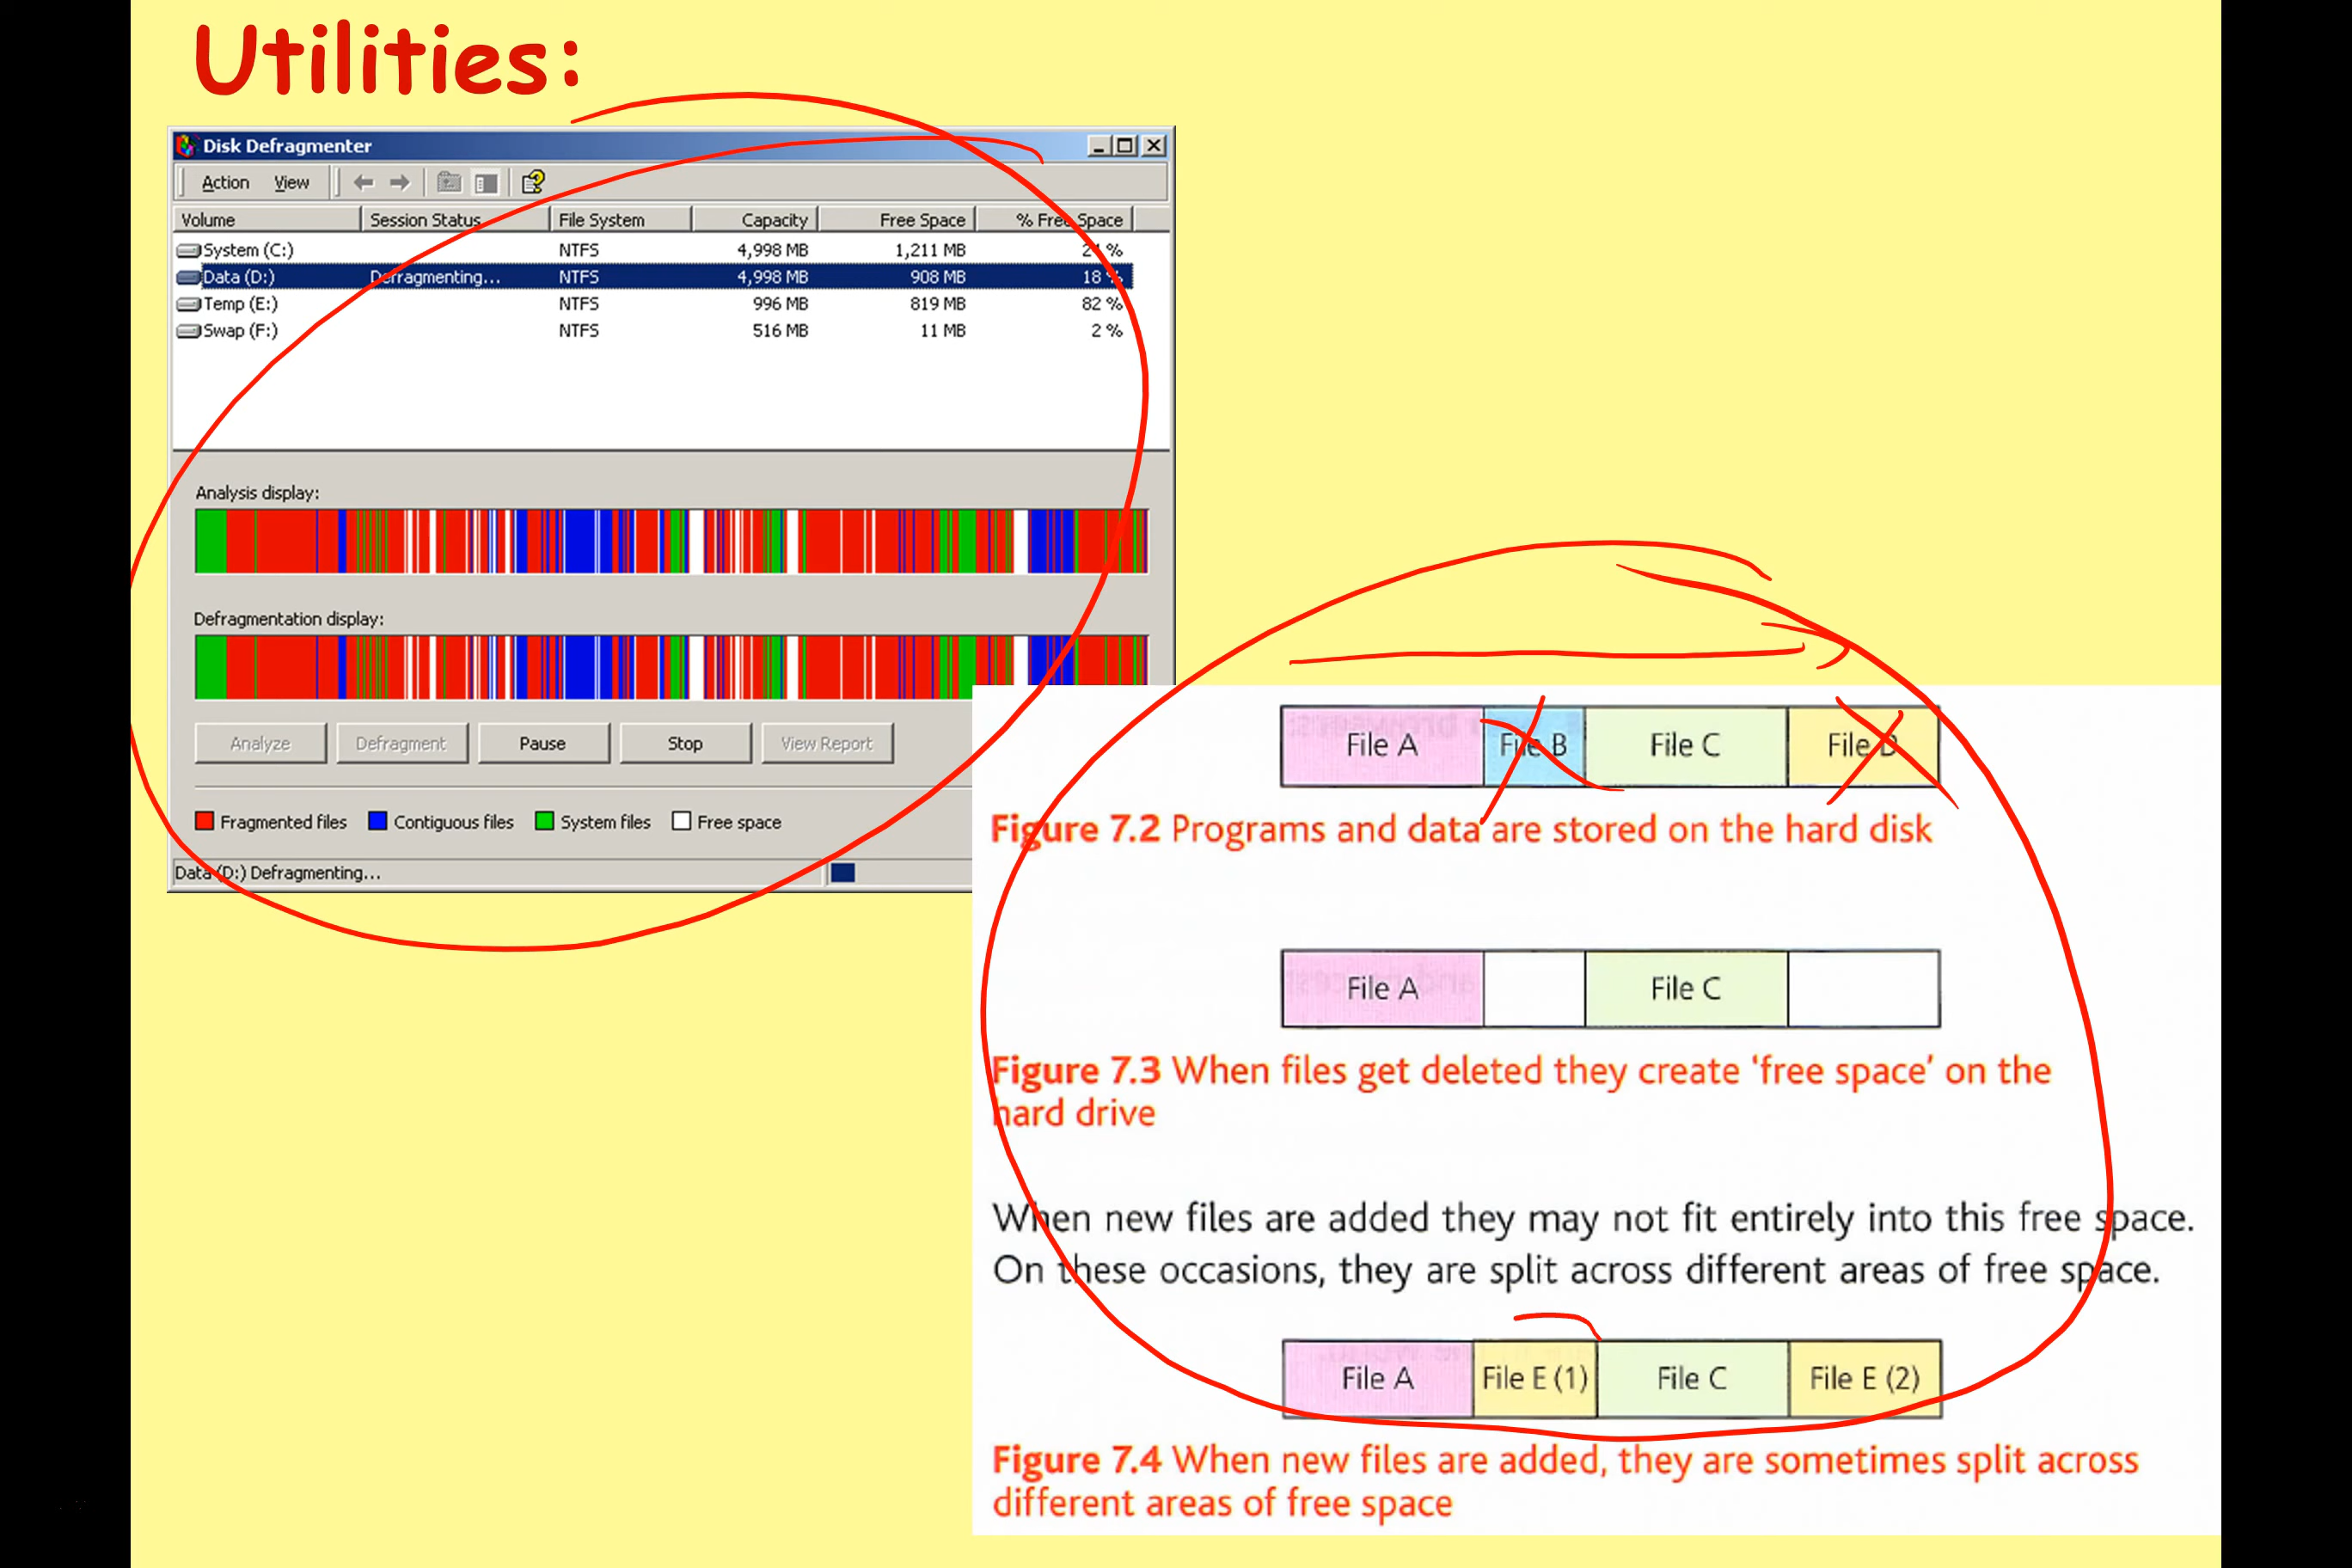 Utilities:
Disk Defragmenter
Action View
Volume Session Status File System Capacity Free Space % Free Space
System (C:) NTFS 4,998 MB 1,211 MB %
Data (D:) Defragmenting... NTFS 4,998 MB 908 MB 18 %
Temp (E:) NTFS 996 MB 819 MB 82 %
Swap (F:) NTFS 516 MB 11 MB 2 %
Analysis display:
Defragmentation display:
Analyze Defragment Pause Stop View Report
Fragmented files Contiguous files System files Free space
Data (D:) Defragmenting...
File A File B File C File D
Figure 7.2 Programs and data are stored on the hard disk
File A File C
Figure 7.3 When files get deleted they create ‘free space’ on the
hard drive
When new files are added they may not fit entirely into this free space.
On these occasions, they are split across different areas of free space.
File A File E (1) File C File E (2)
Figure 7.4 When new files are added, they are sometimes split across
different areas of free space